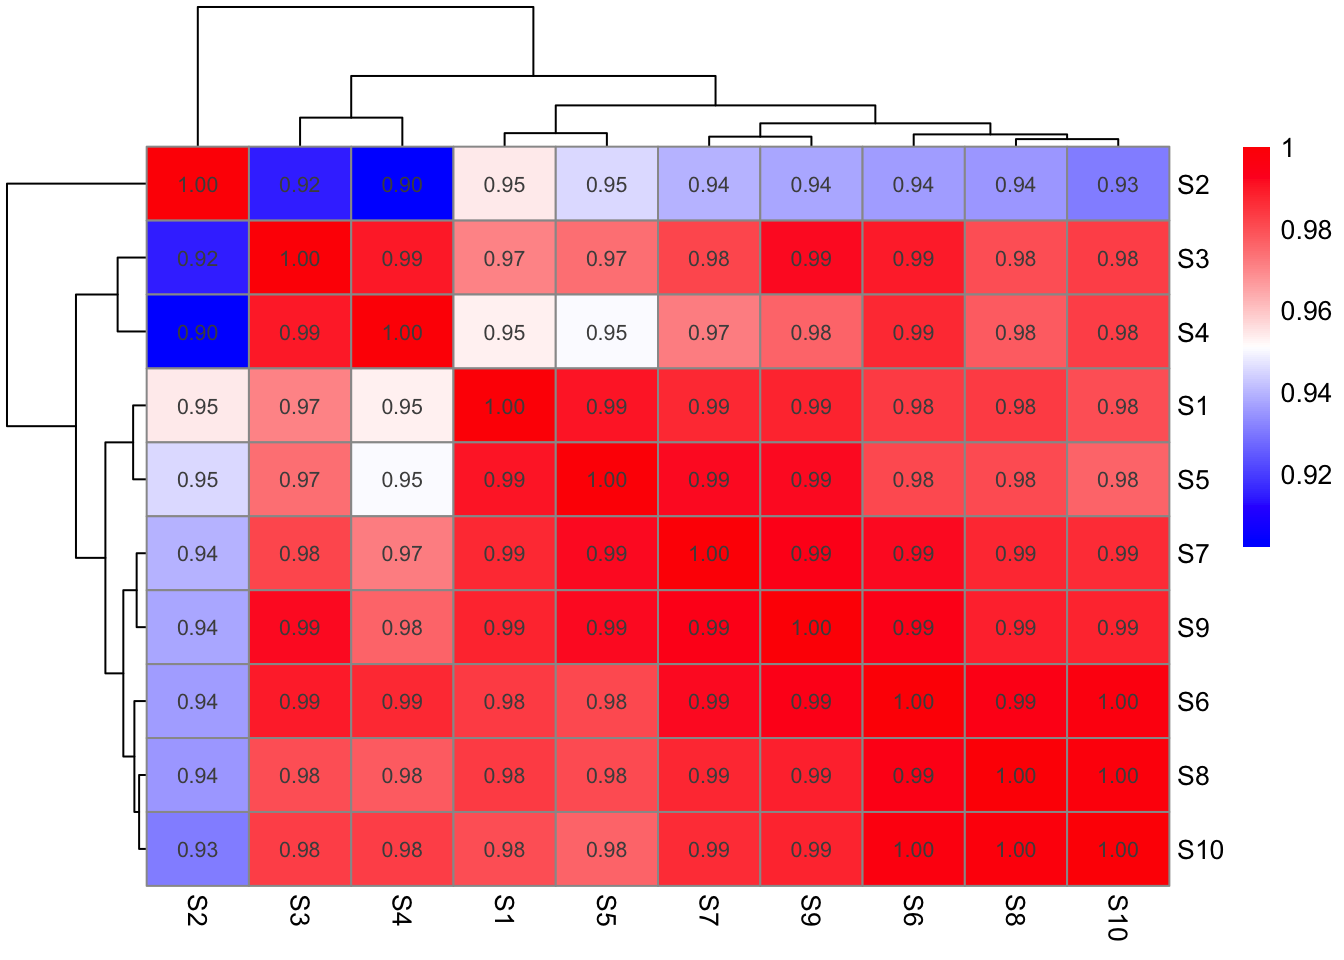 1.00 0.92 0.90 0.95 0.95 0.94 0.94 0.94 0.94 0.93 S2
0.92 1.00 0.99 0.97 0.97 0.98 0.99 0.99 0.98 0.98 S3
0.90 0.99 1.00 0.95 0.95 0.97 0.98 0.99 0.98 0.98 S4
0.95 0.97 0.95 1.00 0.99 0.99 0.99 0.98 0.98 0.98 S1
0.95 0.97 0.95 0.99 1.00 0.99 0.99 0.98 0.98 0.98 S5
0.94 0.98 0.97 0.99 0.99 1.00 0.99 0.99 0.99 0.99 S7
0.94 0.99 0.98 0.99 0.99 0.99 1.00 0.99 0.99 0.99 S9
0.94 0.99 0.99 0.98 0.98 0.99 0.99 1.00 0.99 1.00 S6
0.94 0.98 0.98 0.98 0.98 0.99 0.99 0.99 1.00 1.00 S8
0.93 0.98 0.98 0.98 0.98 0.99 0.99 1.00 1.00 1.00 S10
S2 S3 S4 S1 S5 S7 S9 S6 S8 S10
1
0.98
0.96
0.94
0.92